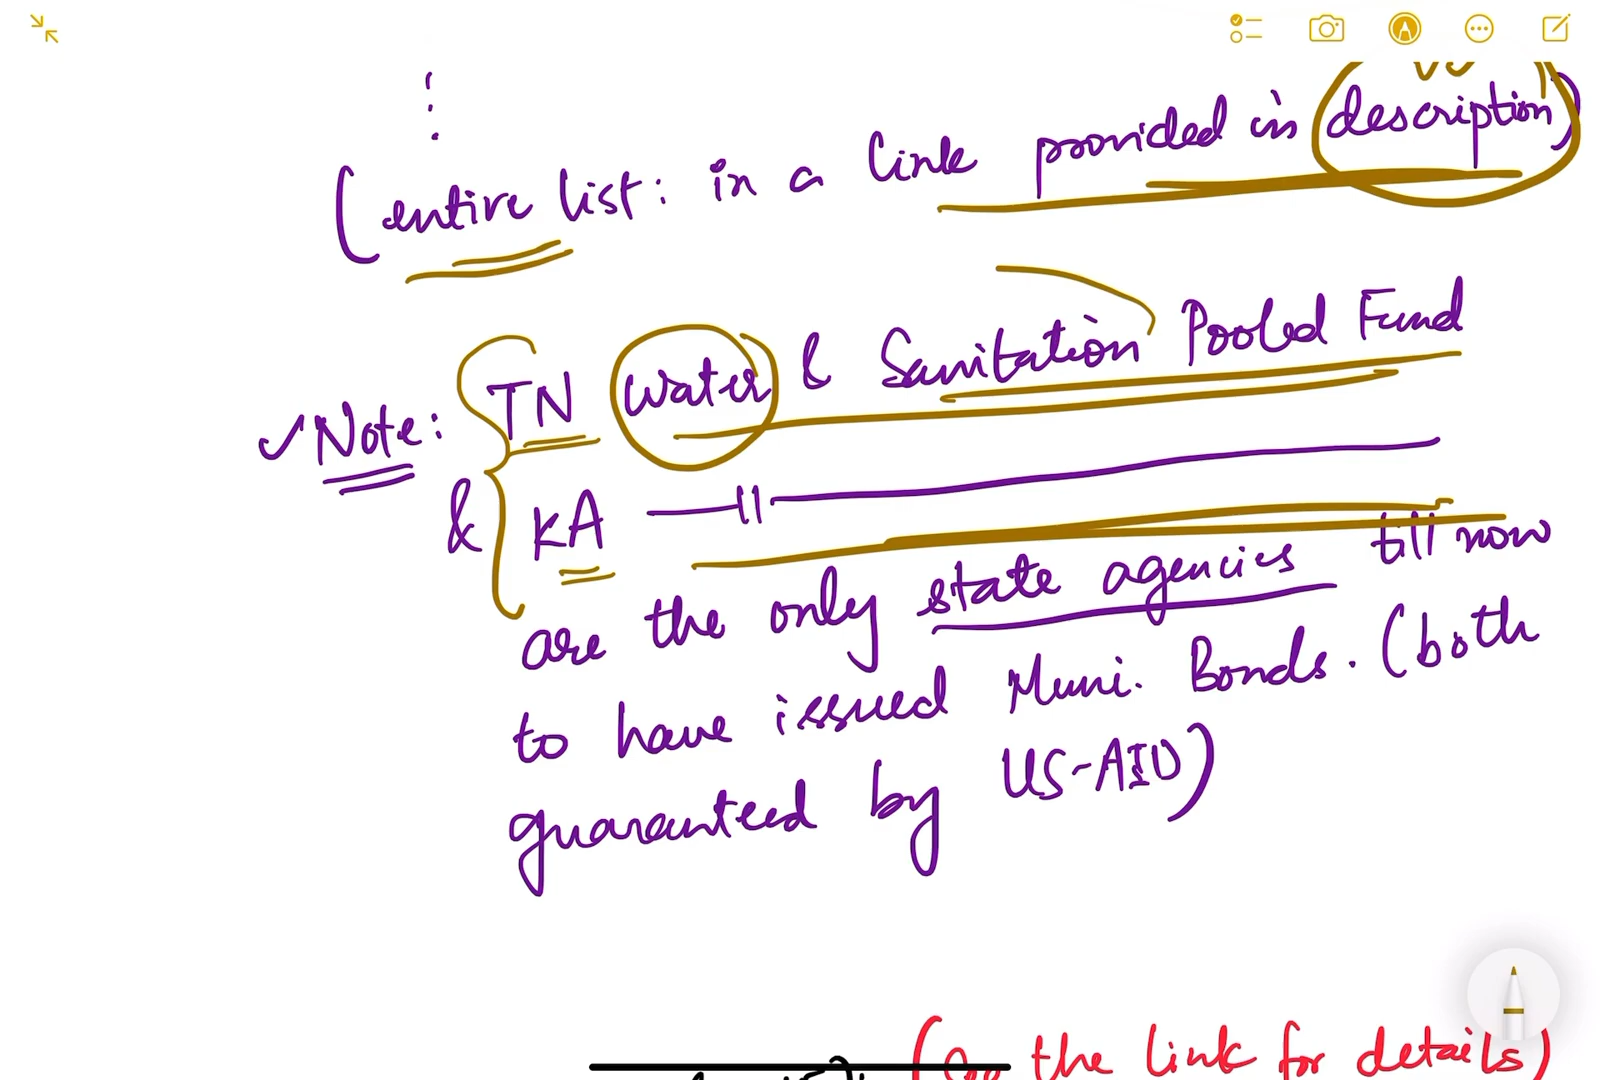 (entire list: in a link provided in description)
✓Note: TN Water & Sanitation Pooled Fund
& KA —||—
are the only state agencies till now
to have issued Muni. Bonds. (both
guaranteed by US-AID)
the link for details)